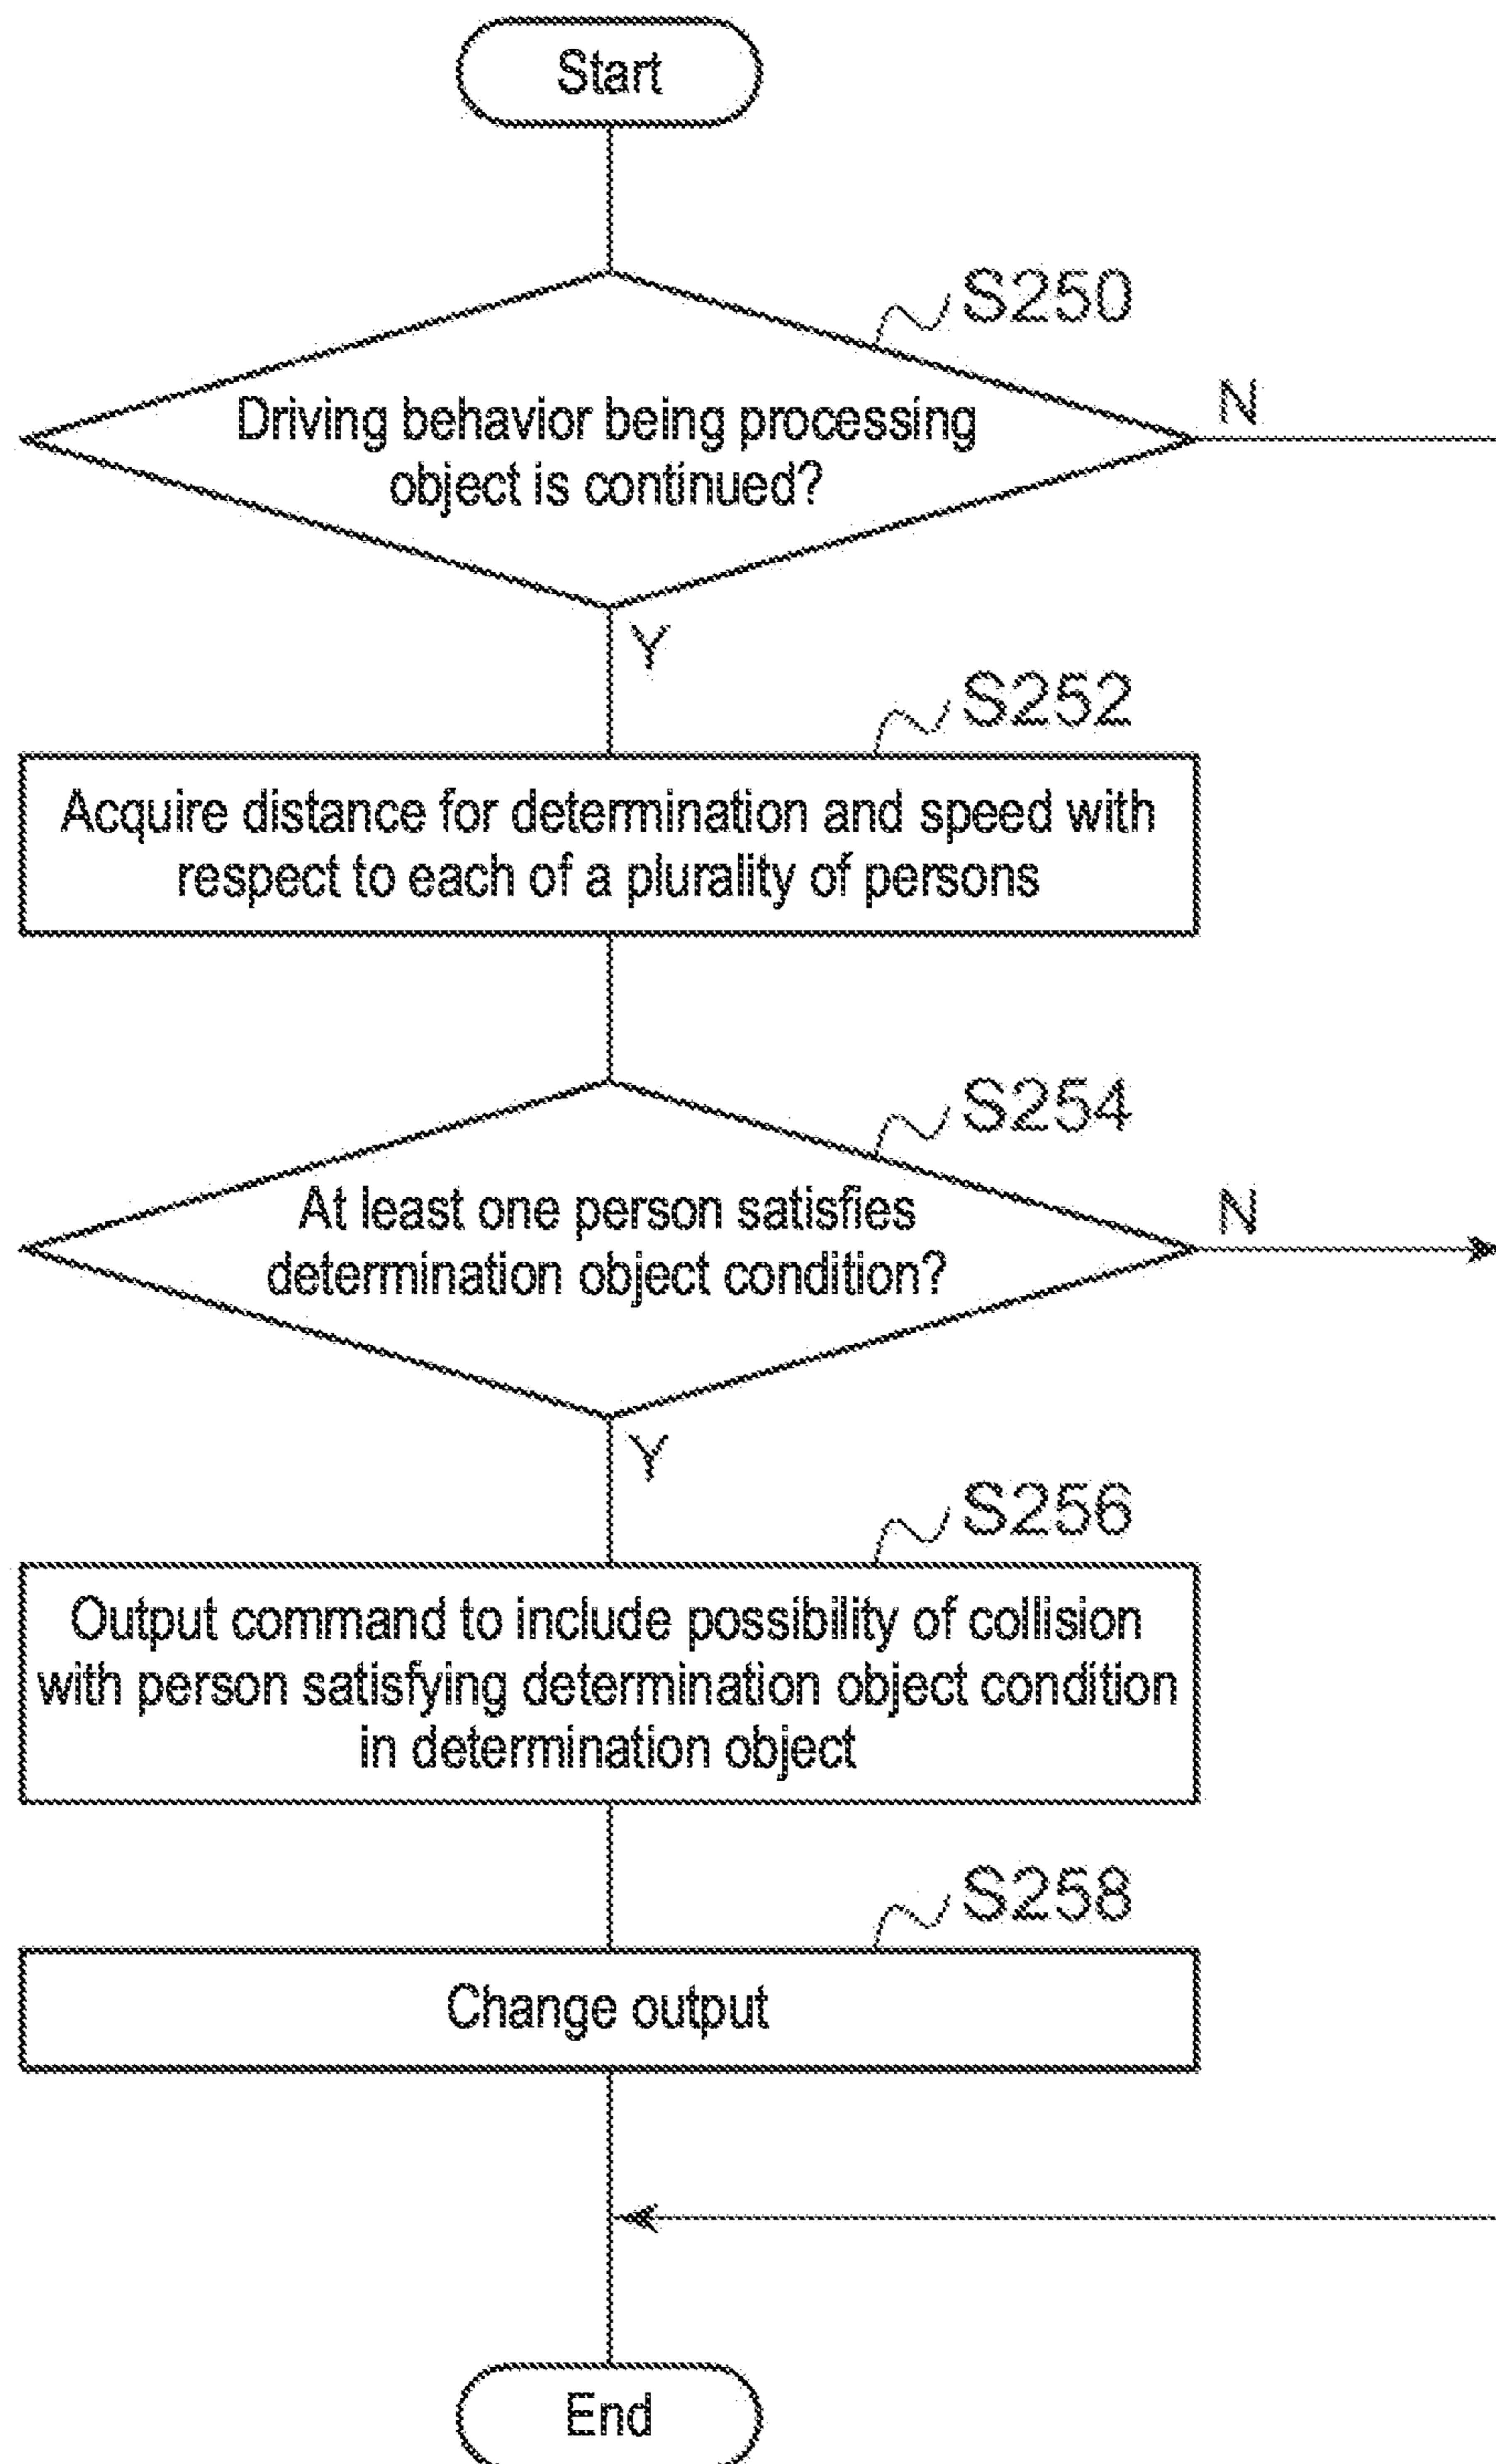 Start
S250
Driving behavior being processing
object is continued?
N
Y
S252
Acquire distance for determination and speed with
respect to each of a plurality of persons
S254
At least one person satisfies
determination object condition?
N
Y
S256
Output command to include possibility of collision
with person satisfying determination object condition
in determination object
S258
Change output
End